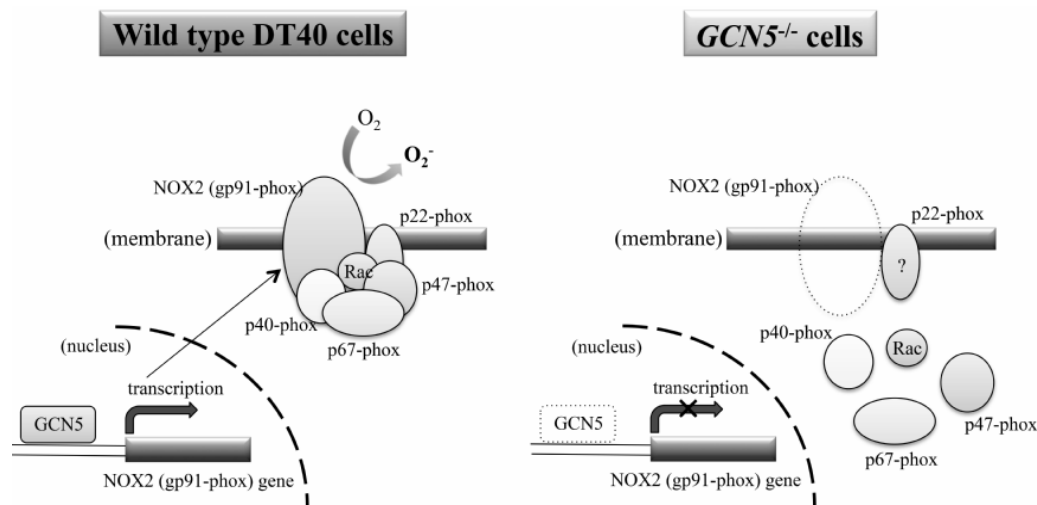 Wild type DT40 cells
O2
O2-
NOX2 (gp91-phox)
p22-phox
(membrane)
Rac
p47-phox
p40-phox
p67-phox
(nucleus)
transcription
GCN5
NOX2 (gp91-phox) gene
GCN5-/- cells
NOX2 (gp91-phox)
p22-phox
(membrane)
?
p40-phox
Rac
(nucleus)
transcription
p47-phox
GCN5
p67-phox
NOX2 (gp91-phox) gene